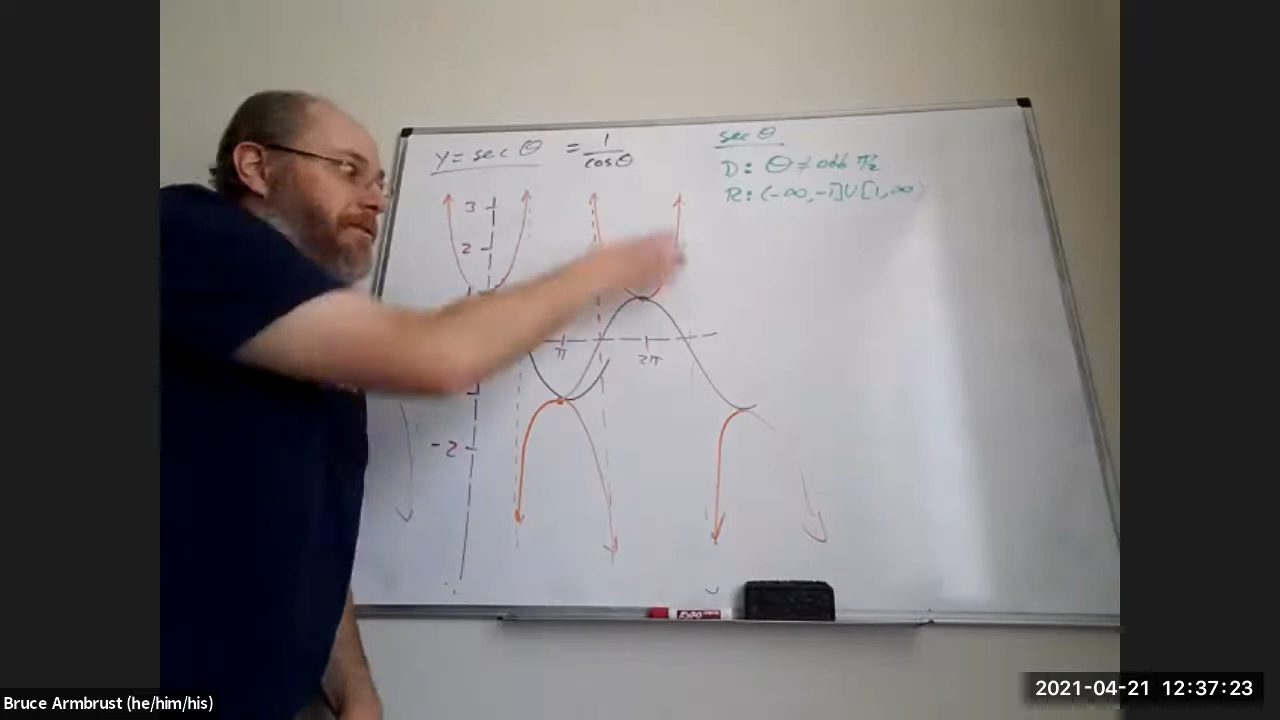 y = sec θ = 1/cos θ
sec θ
D: θ ≠ odd π/2
R: (-∞, -1] ∪ [1, ∞)
3
2
π
2π
-2
EXPO
Bruce Armbrust (he/him/his)
2021-04-21 12:37:23